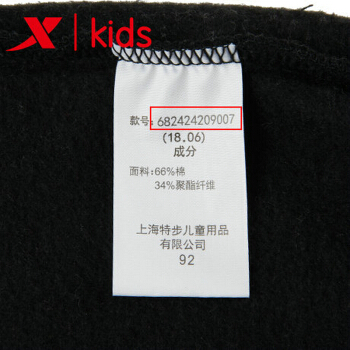 kids
款号: 682424209007
(18.06)
成分
面料: 66%棉
34%聚酯纤维
上海特步儿童用品
有限公司
92